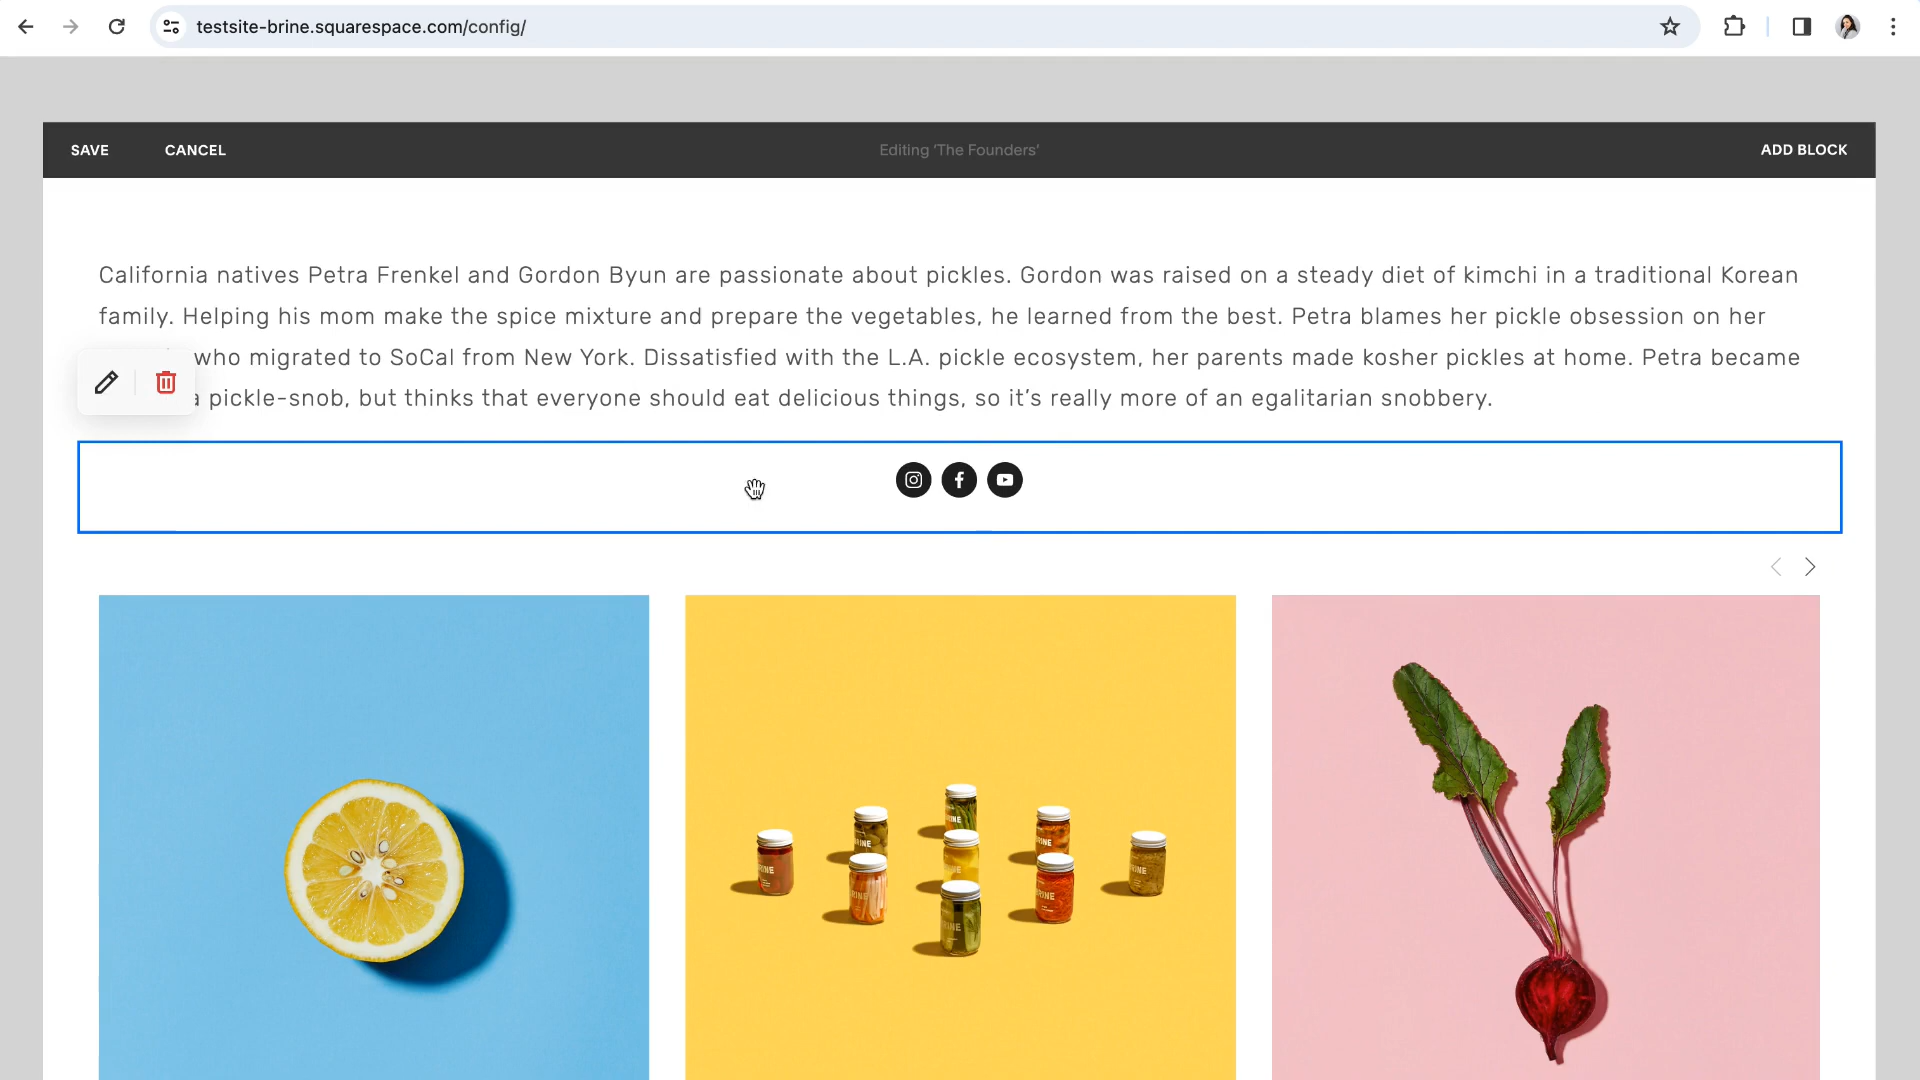 testsite-brine.squarespace.com/config/
SAVE CANCEL Editing ‘The Founders’ ADD BLOCK
California natives Petra Frenkel and Gordon Byun are passionate about pickles. Gordon was raised on a steady diet of kimchi in a traditional Korean
family. Helping his mom make the spice mixture and prepare the vegetables, he learned from the best. Petra blames her pickle obsession on her
who migrated to SoCal from New York. Dissatisfied with the L.A. pickle ecosystem, her parents made kosher pickles at home. Petra became
a pickle-snob, but thinks that everyone should eat delicious things, so it’s really more of an egalitarian snobbery.